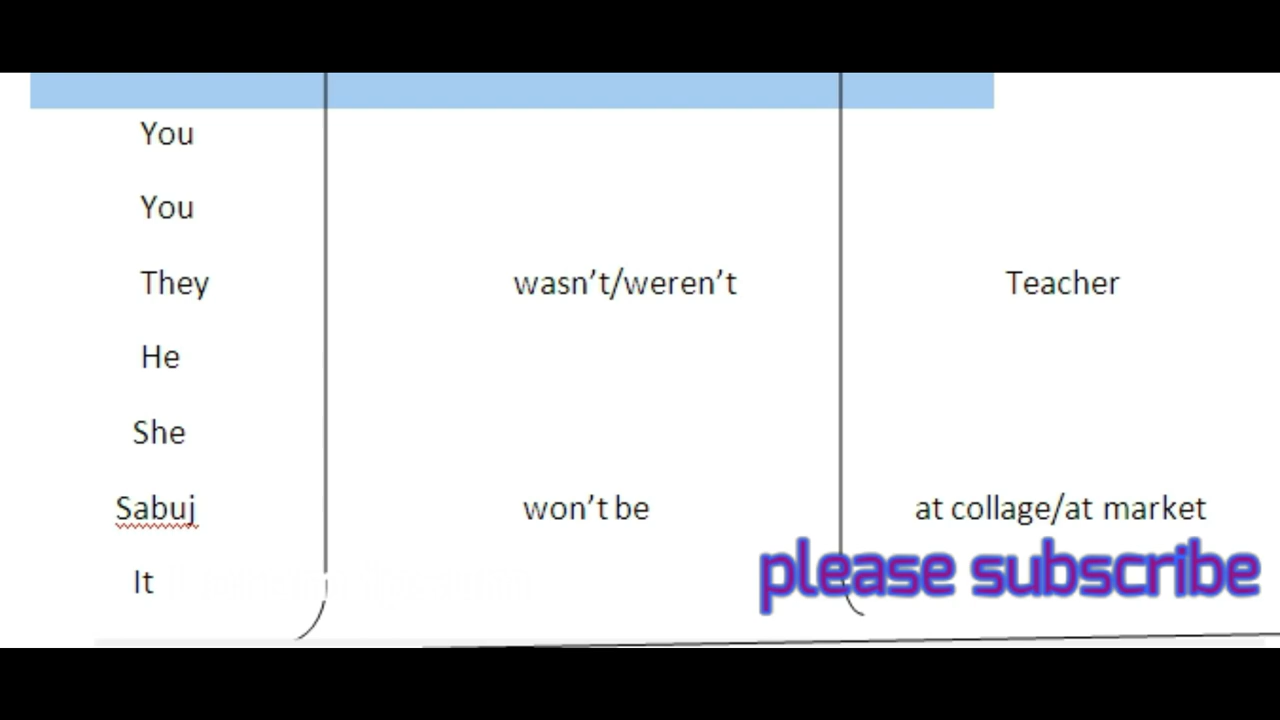 You
You
They wasn't/weren't Teacher
He
She
Sabuj won't be at collage/at market
It
please subscribe